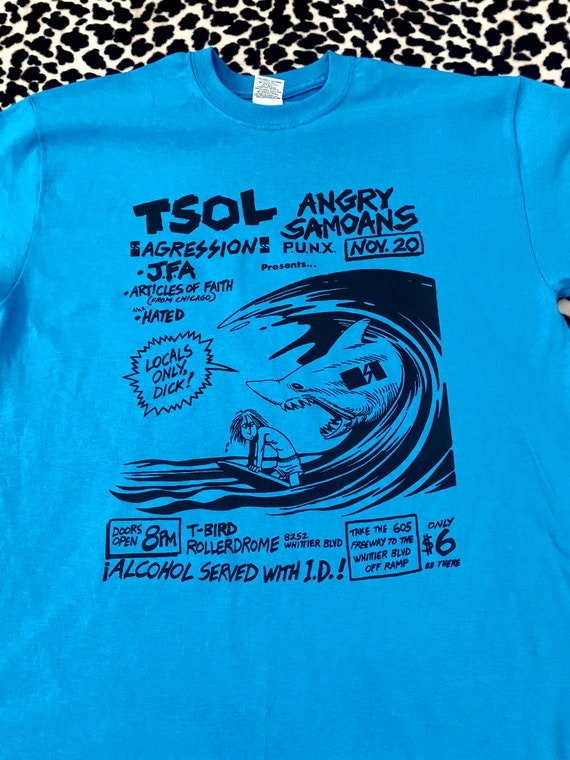 TSOL
ANGRY
SAMOANS
AGRESSION
P.U.N.X.
NOV. 20
• J.F.A
Presents...
• ARTICLES OF FAITH
(FROM CHICAGO)
• HATED
LOCALS
ONLY,
DICK!
DOORS
OPEN 8PM
T-BIRD
ROLLERDROME
8252
WHITTIER BLVD
TAKE THE 605
FREEWAY TO THE
WHITTIER BLVD
OFF RAMP
ONLY
$6
BE THERE
¡ALCOHOL SERVED WITH I.D.!